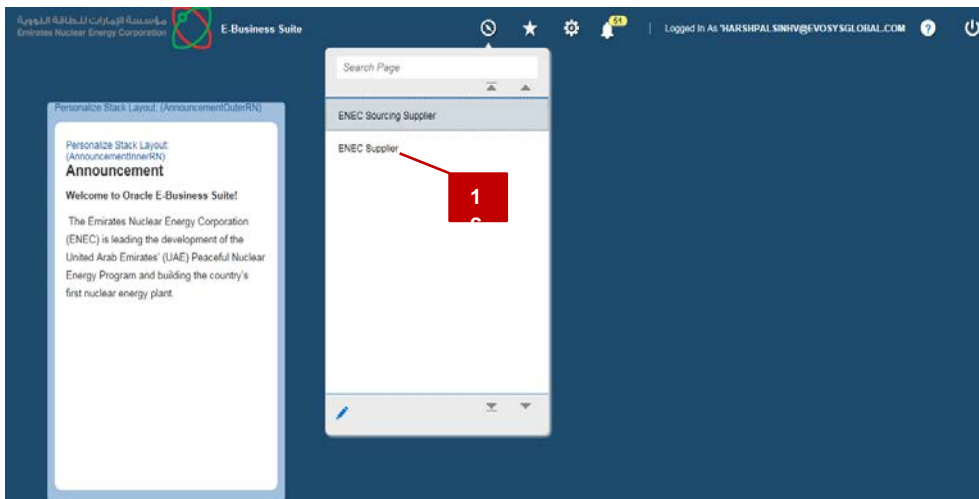 مؤسسة الإمارات للطاقة النووية
Emirates Nuclear Energy Corporation
E-Business Suite
51
Logged In As 'HARSHPAL.SINHV@EVOSYSGLOBAL.COM
?
Search Page
ENEC Sourcing Supplier
ENEC Supplier
1
Personalize Stack Layout: (AnnouncementOuterRN)
Personalize Stack Layout:
(AnnouncementInnerRN)
Announcement
Welcome to Oracle E-Business Suite!
The Emirates Nuclear Energy Corporation
(ENEC) is leading the development of the
United Arab Emirates' (UAE) Peaceful Nuclear
Energy Program and building the country's
first nuclear energy plant.